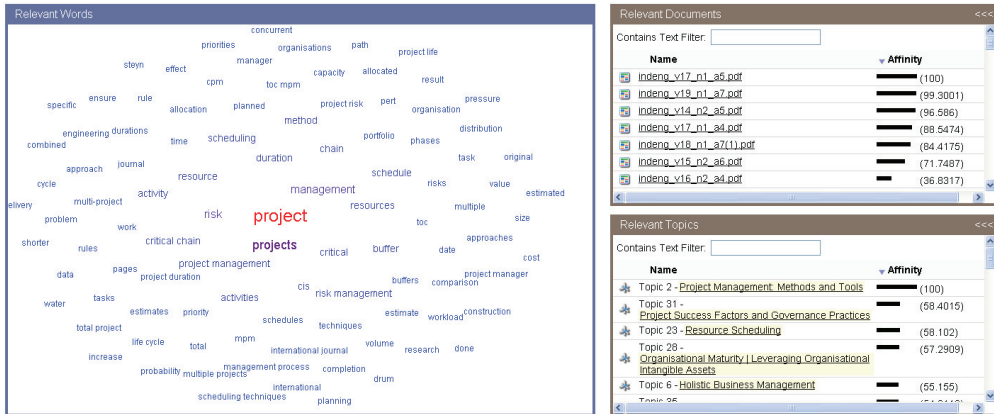 Relevant Words
concurrent
priorities organisations path
manager project life
steyn effect capacity allocated
cpm toc mpm result
ensure rule
specific allocation planned project risk pert organisation pressure
method
engineering durations time scheduling portfolio phases distribution
combined chain
duration
approach journal task original
resource schedule
cycle management risks value
activity estimated
multi-project resources
elivery risk project multiple
problem toc size
work
shorter rules critical chain projects critical buffer date approaches
cost
data pages project management
project duration buffers comparison project manager
water tasks cis risk management
activities
estimates priority estimate workload construction
total project schedules techniques
mpm volume
life cycle total international journal research done
increase
probability multiple projects management process completion
international drum
scheduling techniques planning
Relevant Documents <<<
Contains Text Filter:
Name Affinity
indeng_v17_n1_a5.pdf (100)
indeng_v19_n1_a7.pdf (99.3001)
indeng_v14_n2_a5.pdf (96.586)
indeng_v17_n1_a4.pdf (88.5474)
indeng_v18_n1_a7(1).pdf (84.4175)
indeng_v15_n2_a6.pdf (71.7487)
indeng_v16_n2_a4.pdf (36.8317)
Relevant Topics <<<
Contains Text Filter:
Name Affinity
Topic 2 - Project Management: Methods and Tools (100)
Topic 31 -
Project Success Factors and Governance Practices (58.4015)
Topic 23 - Resource Scheduling (58.102)
Topic 28 -
Organisational Maturity | Leveraging Organisational (57.2909)
Intangible Assets
Topic 6 - Holistic Business Management (55.155)